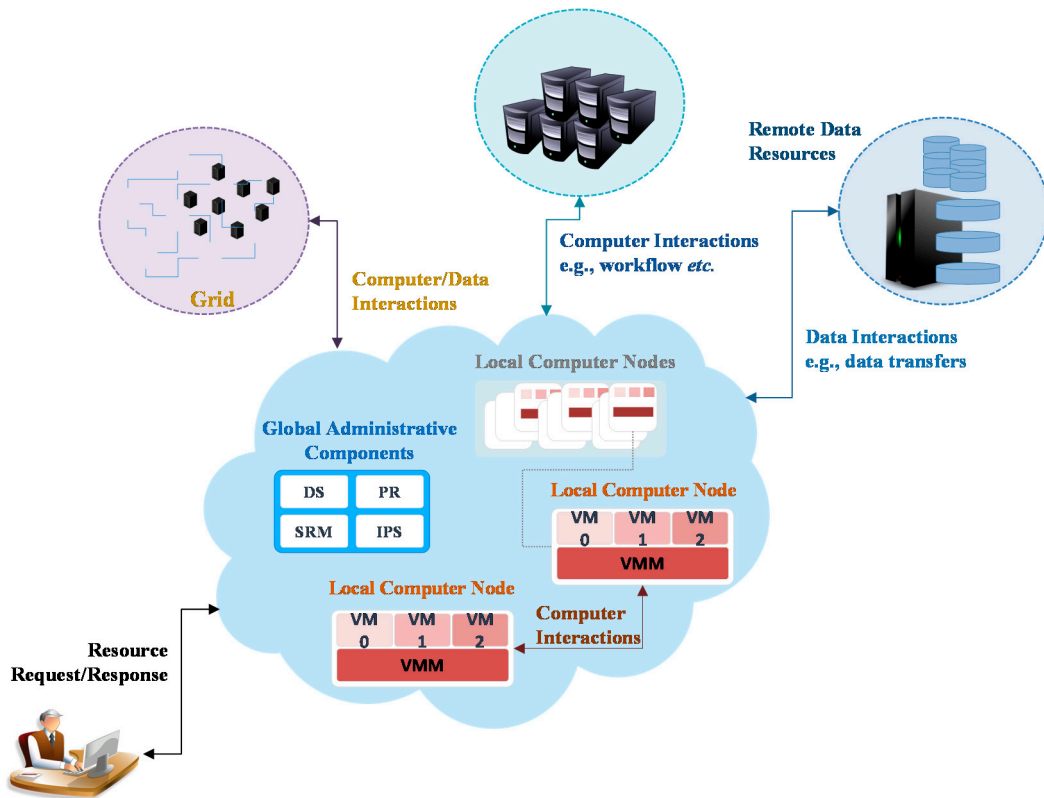 Remote Data
Resources
Computer Interactions
e.g., workflow etc.
Grid
Computer/Data
Interactions
Data Interactions
e.g., data transfers
Local Computer Nodes
Global Administrative
Components
DS
PR
SRM
IPS
Local Computer Node
VM
0
VM
1
VM
2
VMM
Local Computer Node
VM
0
VM
1
VM
2
VMM
Computer
Interactions
Resource
Request/Response